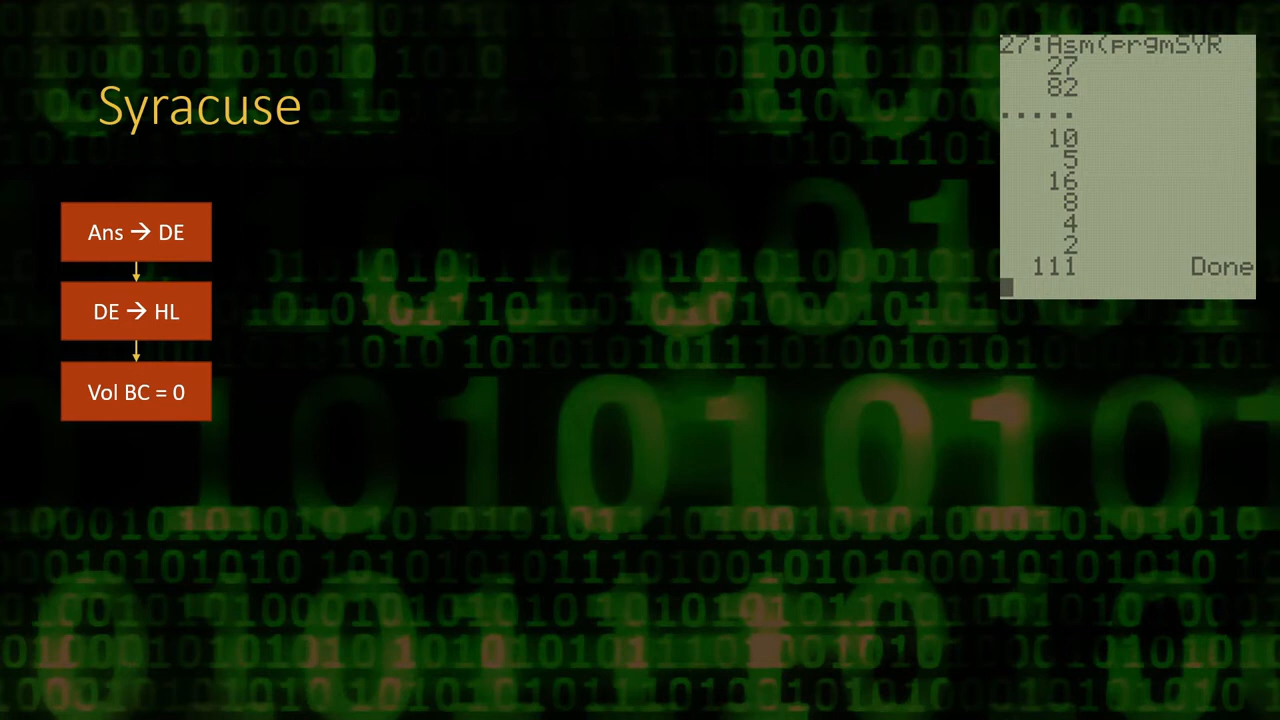 Syracuse
Ans → DE
DE → HL
Vol BC = 0
27:Asm(prgmSYR
27
82
.....
10
5
16
8
4
2
111 Done